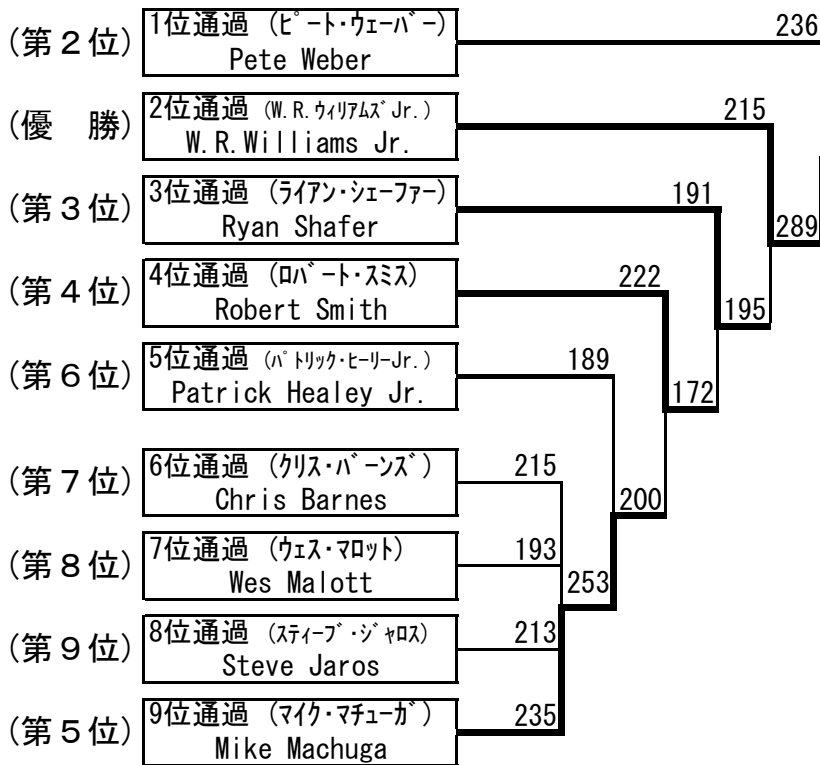 (第２位) 1位通過 (ﾋﾟｰﾄ･ｳｪｰﾊﾞｰ) 236
Pete Weber
(優　勝) 2位通過 (W.R.ｳｨﾘｱﾑｽﾞJr.) 215
W.R.Williams Jr.
(第３位) 3位通過 (ﾗｲｱﾝ･ｼｪｰﾌｧｰ) 191
Ryan Shafer
289
(第４位) 4位通過 (ﾛﾊﾞｰﾄ･ｽﾐｽ) 222
Robert Smith
195
(第６位) 5位通過 (ﾊﾟﾄﾘｯｸ･ﾋｰﾘｰJr.) 189
Patrick Healey Jr.
172
(第７位) 6位通過 (ｸﾘｽ･ﾊﾞｰﾝｽﾞ) 215
Chris Barnes
200
(第８位) 7位通過 (ｳｪｽ･ﾏﾛｯﾄ) 193
Wes Malott
253
(第９位) 8位通過 (ｽﾃｨｰﾌﾞ･ｼﾞｬﾛｽ) 213
Steve Jaros
(第５位) 9位通過 (ﾏｲｸ･ﾏﾁｭｰｶﾞ) 235
Mike Machuga